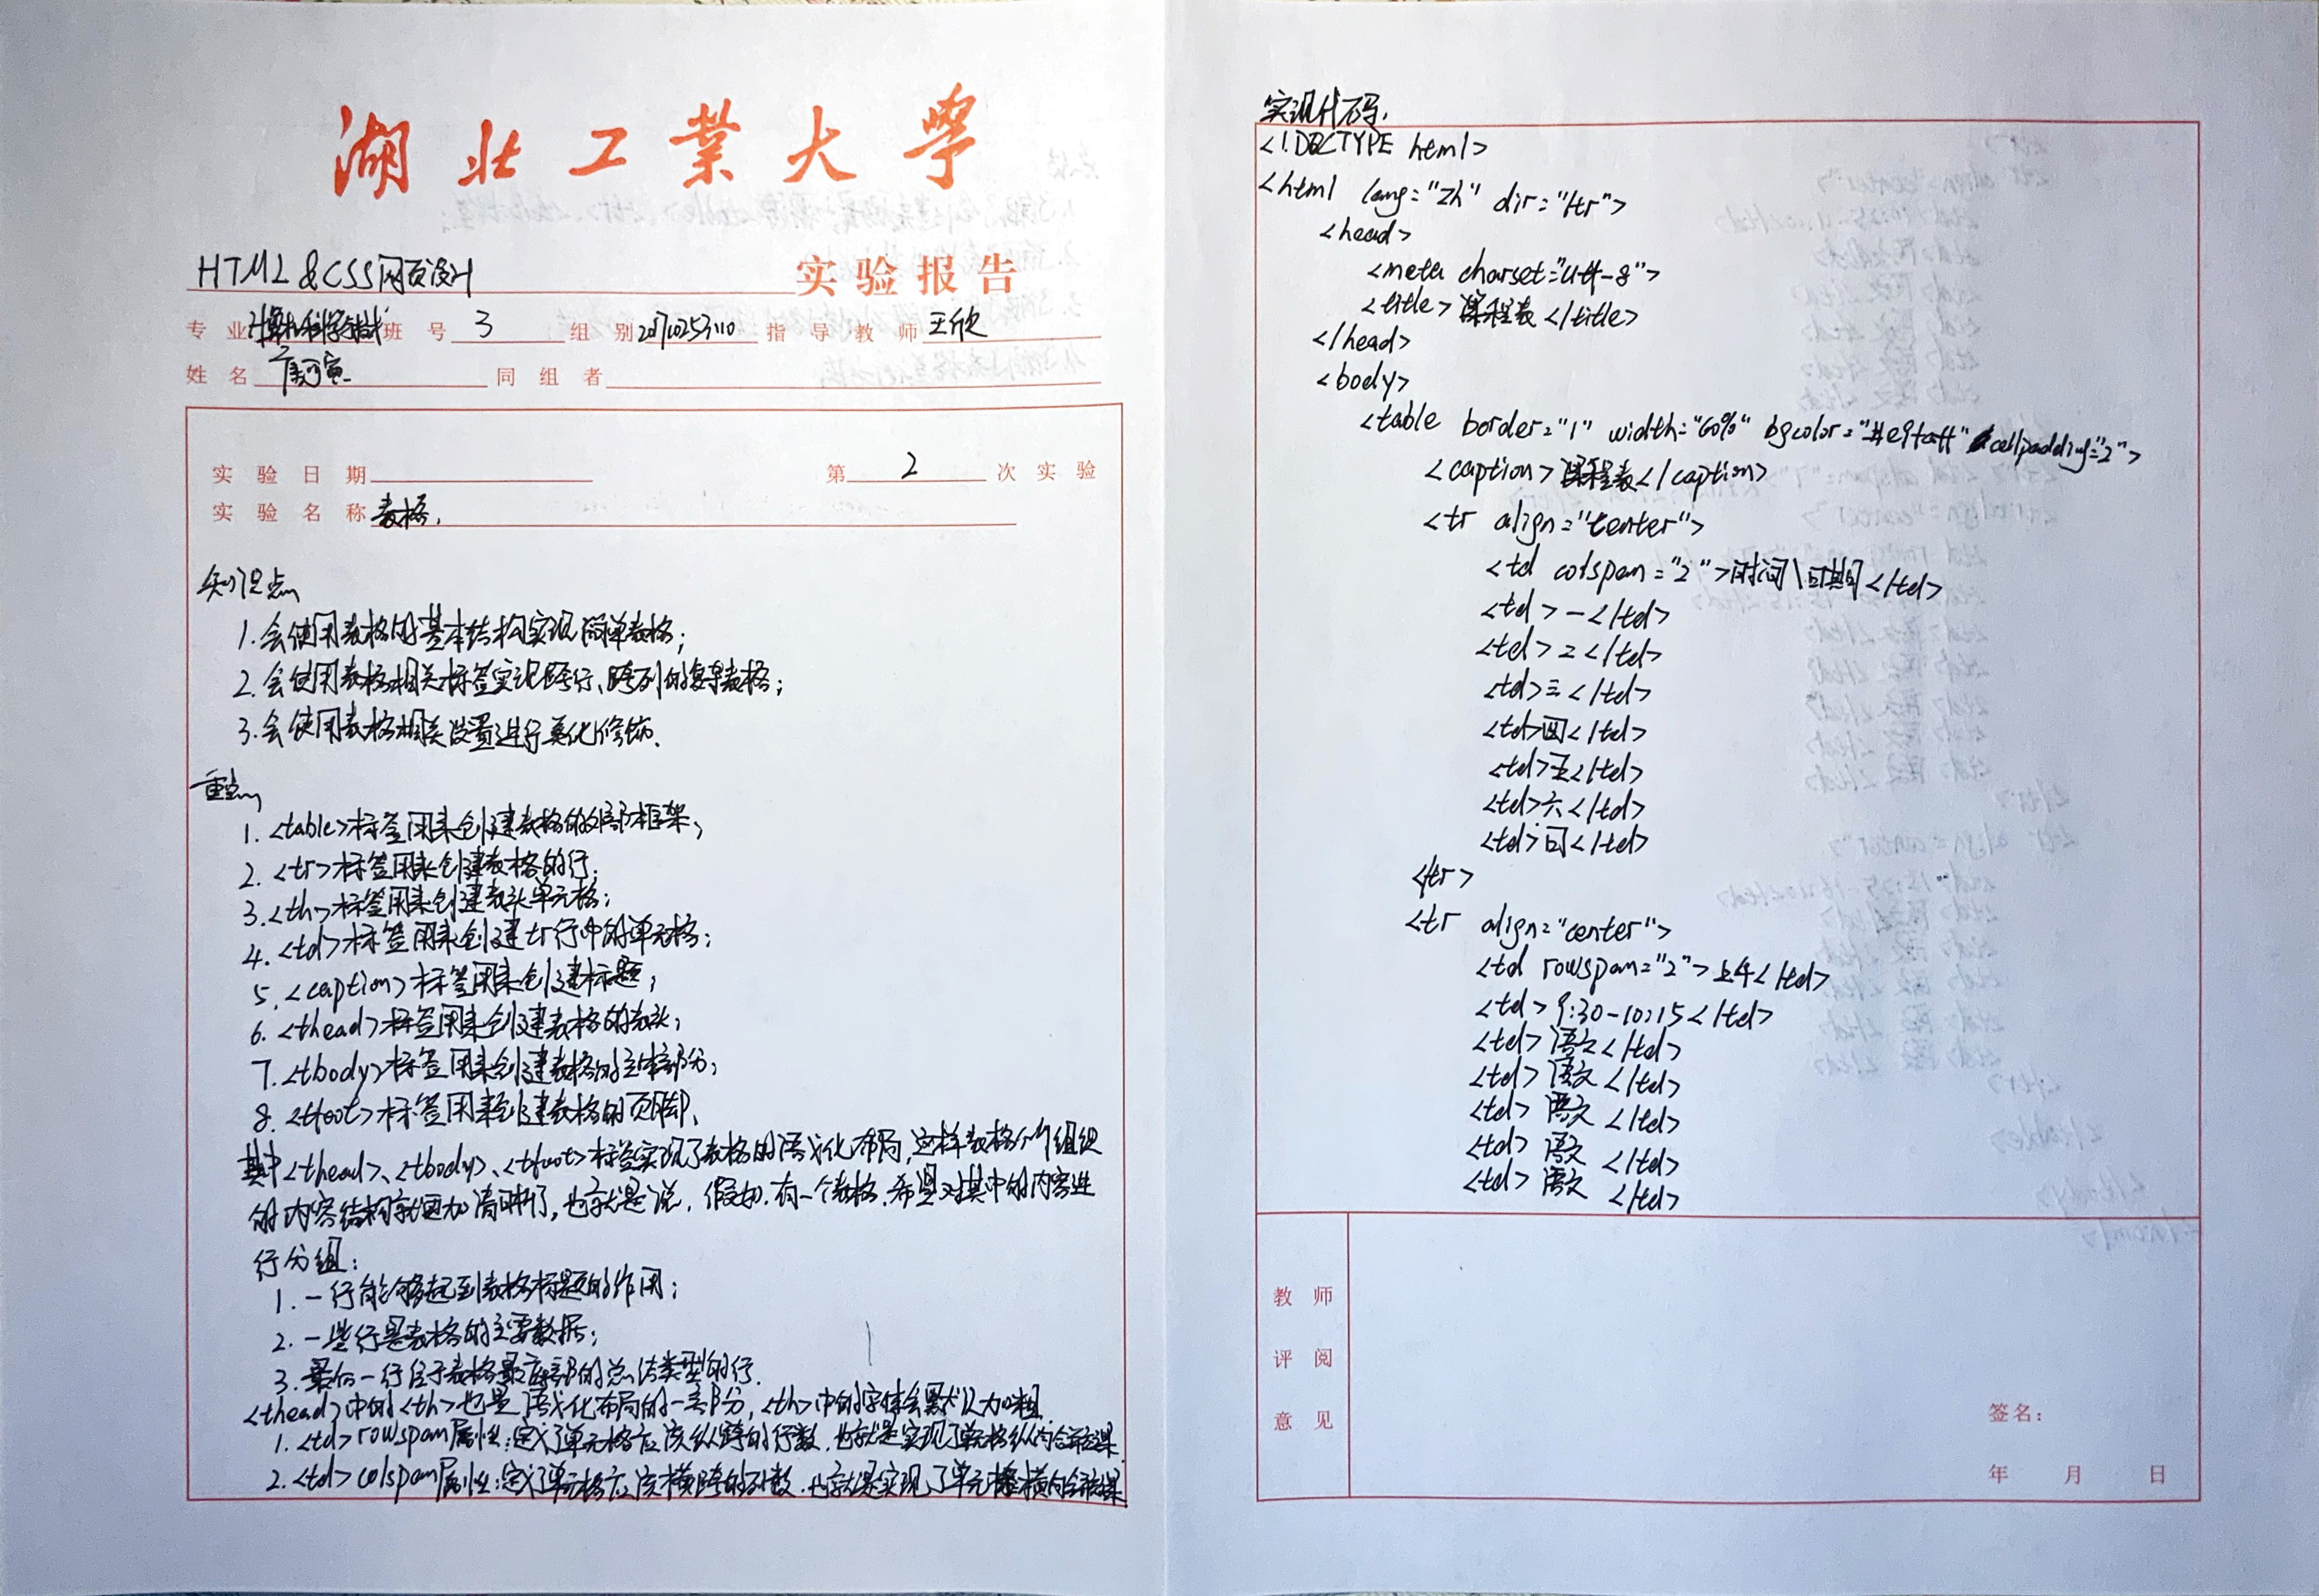 湖北工業大學
HTML&CSS网页设计 实验报告
专业 计算机科学与技术 班号 3 组别 指导教师 王欣
姓名 同组者
实验日期 第 2 次实验
实验名称 表格.
知识点
1. 会使用表格的基本结构实现简单表格;
2. 会使用表格相关标签实现跨行、跨列的复杂表格;
3. 会使用表格相关设置进行美化修饰.
重点
1. <table>标签用来创建表格的外部框架;
2. <tr>标签用来创建表格的行;
3. <th>标签用来创建表头单元格;
4. <td>标签用来创建tr行中的单元格;
5. <caption>标签用来创建标题;
6. <thead>标签用来创建表格的表头;
7. <tbody>标签用来创建表格的主体部分;
8. <tfoot>标签用来创建表格的页脚、
其中<thead>、<tbody>、<tfoot>标签实现了表格的语义化布局,这样表格的组织
的内容结构就更加清晰了,也就是说,假如,有一个表格,希望对其中的内容进
行分组:
1. 一行能够起到表格标题的作用;
2. 一些行是表格的主要数据;
3. 最后一行位于表格最底部的总结类型的行.
<thead>中的<th>也是语义化布局的一部分,<th>中的字体会默认加粗.
1. <td> rowspan属性:定义了单元格应该纵跨的行数,也就是实现了单元格纵向合并效果
2. <td> colspan属性:定义了单元格应该横跨的列数,也就是实现了单元格横向合并效果
实现代码.
<!DOCTYPE html>
<html lang="zh" dir="ltr">
<head>
<meta charset="utf-8">
<title>课程表</title>
</head>
<body>
<table border="1" width="60%" bgcolor="#e9faff" cellpadding="2">
<caption>课程表</caption>
<tr align="center">
<td colspan="2">时间\日期</td>
<td>一</td>
<td>二</td>
<td>三</td>
<td>四</td>
<td>五</td>
<td>六</td>
<td>日</td>
</tr>
<tr align="center">
<td rowspan="2">上午</td>
<td>9:30-10:15</td>
<td>语文</td>
<td>语文</td>
<td>语文</td>
<td>语文</td>
<td>语文</td>
教师
评阅
意见
签名:
年 月 日